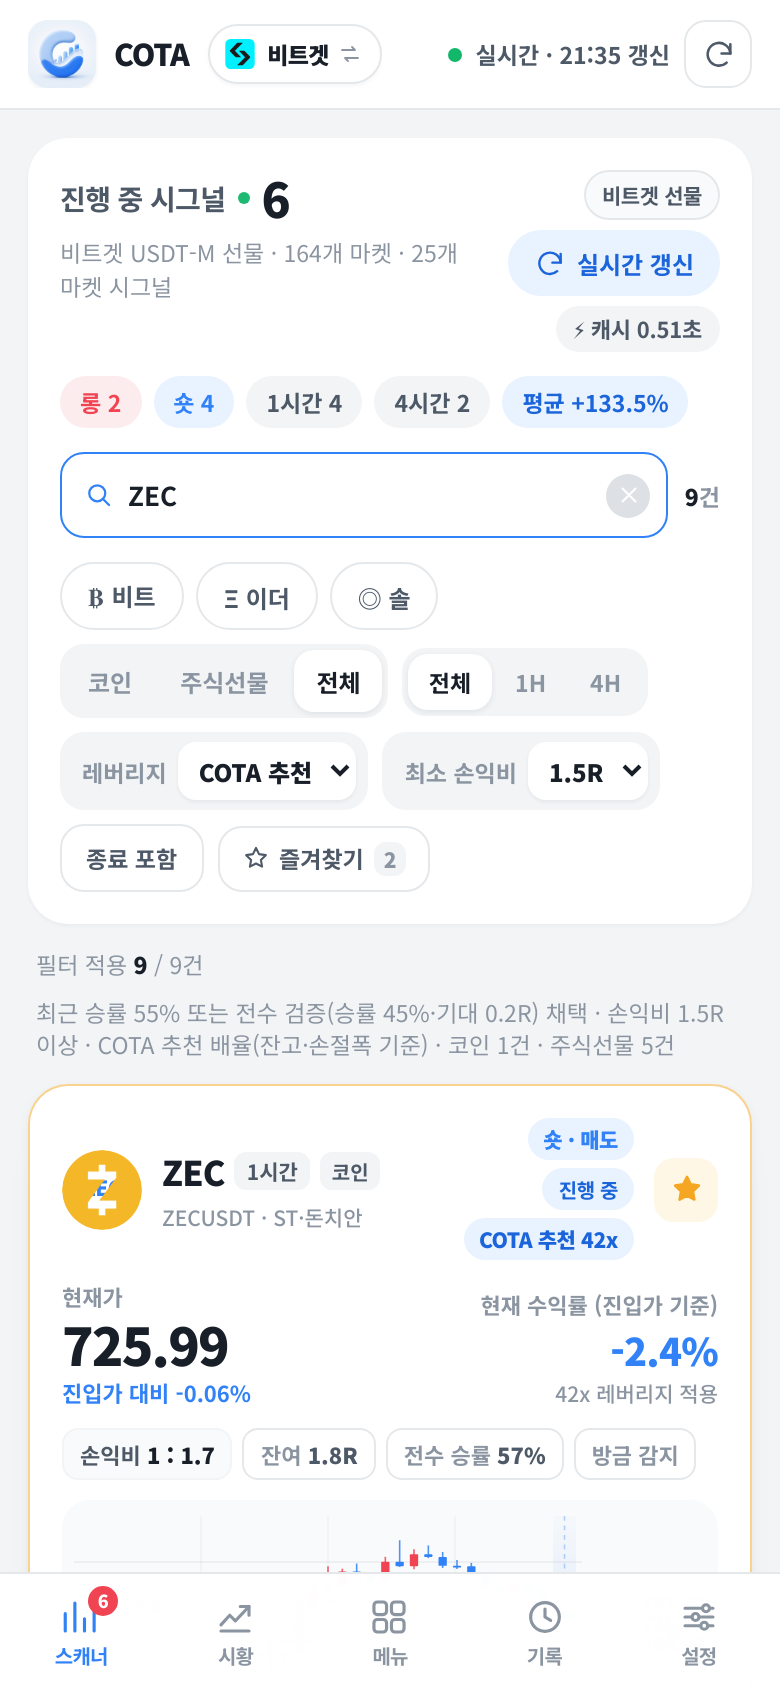 COTA 비트겟 실시간 · 21:35 갱신
진행 중 시그널 6
비트겟 선물
비트겟 USDT-M 선물 · 164개 마켓 · 25개
마켓 시그널
실시간 갱신
⚡ 캐시 0.51초
롱 2 숏 4 1시간 4 4시간 2 평균 +133.5%
ZEC
9건
₿ 비트 Ξ 이더 ◎ 솔
코인 주식선물 전체 전체 1H 4H
레버리지 COTA 추천 최소 손익비 1.5R
종료 포함 즐겨찾기 2
필터 적용 9 / 9건
최근 승률 55% 또는 전수 검증(승률 45%·기대 0.2R) 채택 · 손익비 1.5R
이상 · COTA 추천 배율(잔고·손절폭 기준) · 코인 1건 · 주식선물 5건
ZEC 1시간 코인
ZECUSDT · ST·돈치안
숏 · 매도
진행 중
COTA 추천 42x
현재가
725.99
진입가 대비 -0.06%
현재 수익률 (진입가 기준)
-2.4%
42x 레버리지 적용
손익비 1 : 1.7 잔여 1.8R 전수 승률 57% 방금 감지
6
스캐너 시황 메뉴 기록 설정